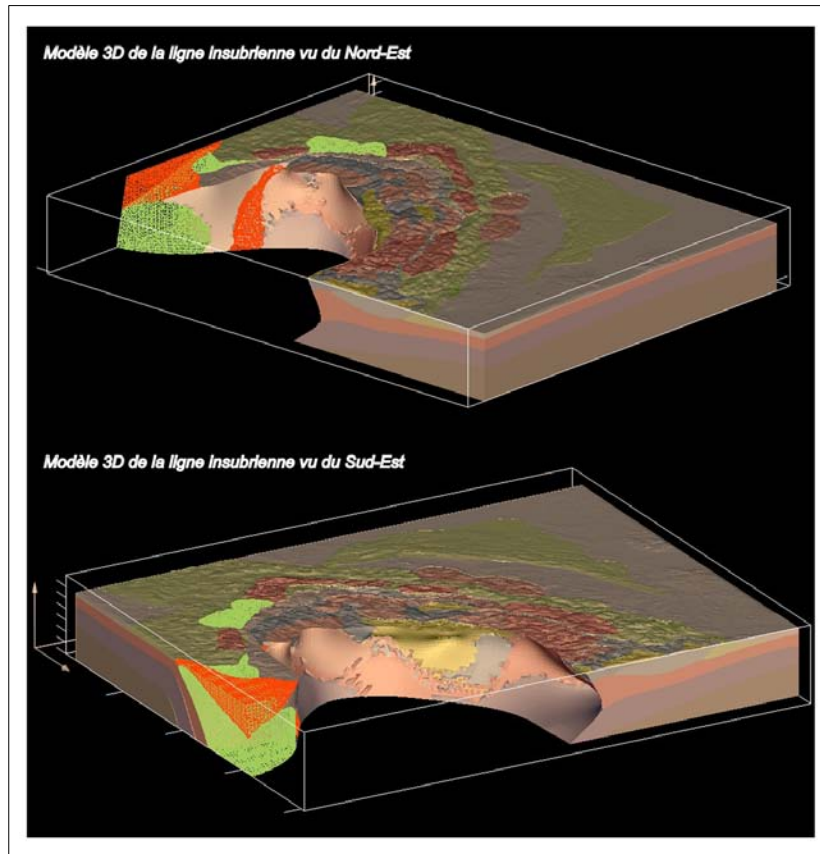 Modèle 3D de la ligne insubrienne vu du Nord-Est
Modèle 3D de la ligne insubrienne vu du Sud-Est